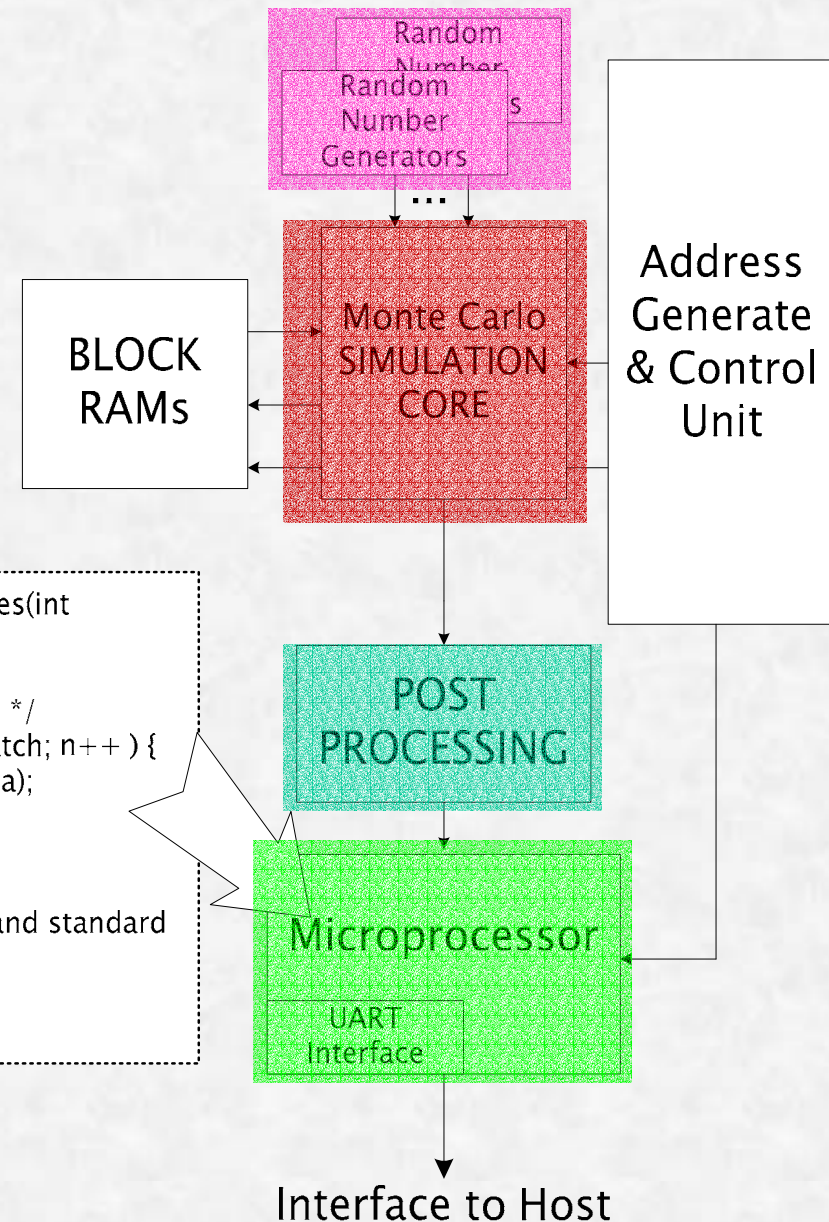 Random
Number
s
Random
Number
Generators
...
Monte Carlo
SIMULATION
CORE
BLOCK
RAMs
Address
Generate
& Control
Unit
es(int
*/
tch; n++ ) {
a);
and standard
POST
PROCESSING
Microprocessor
UART
Interface
Interface to Host